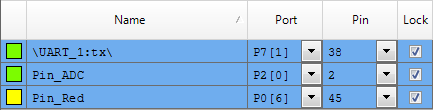 Name / Port Pin Lock
\UART_1:tx\ P7[1] 38
Pin_ADC P2[0] 2
Pin_Red P0[6] 45